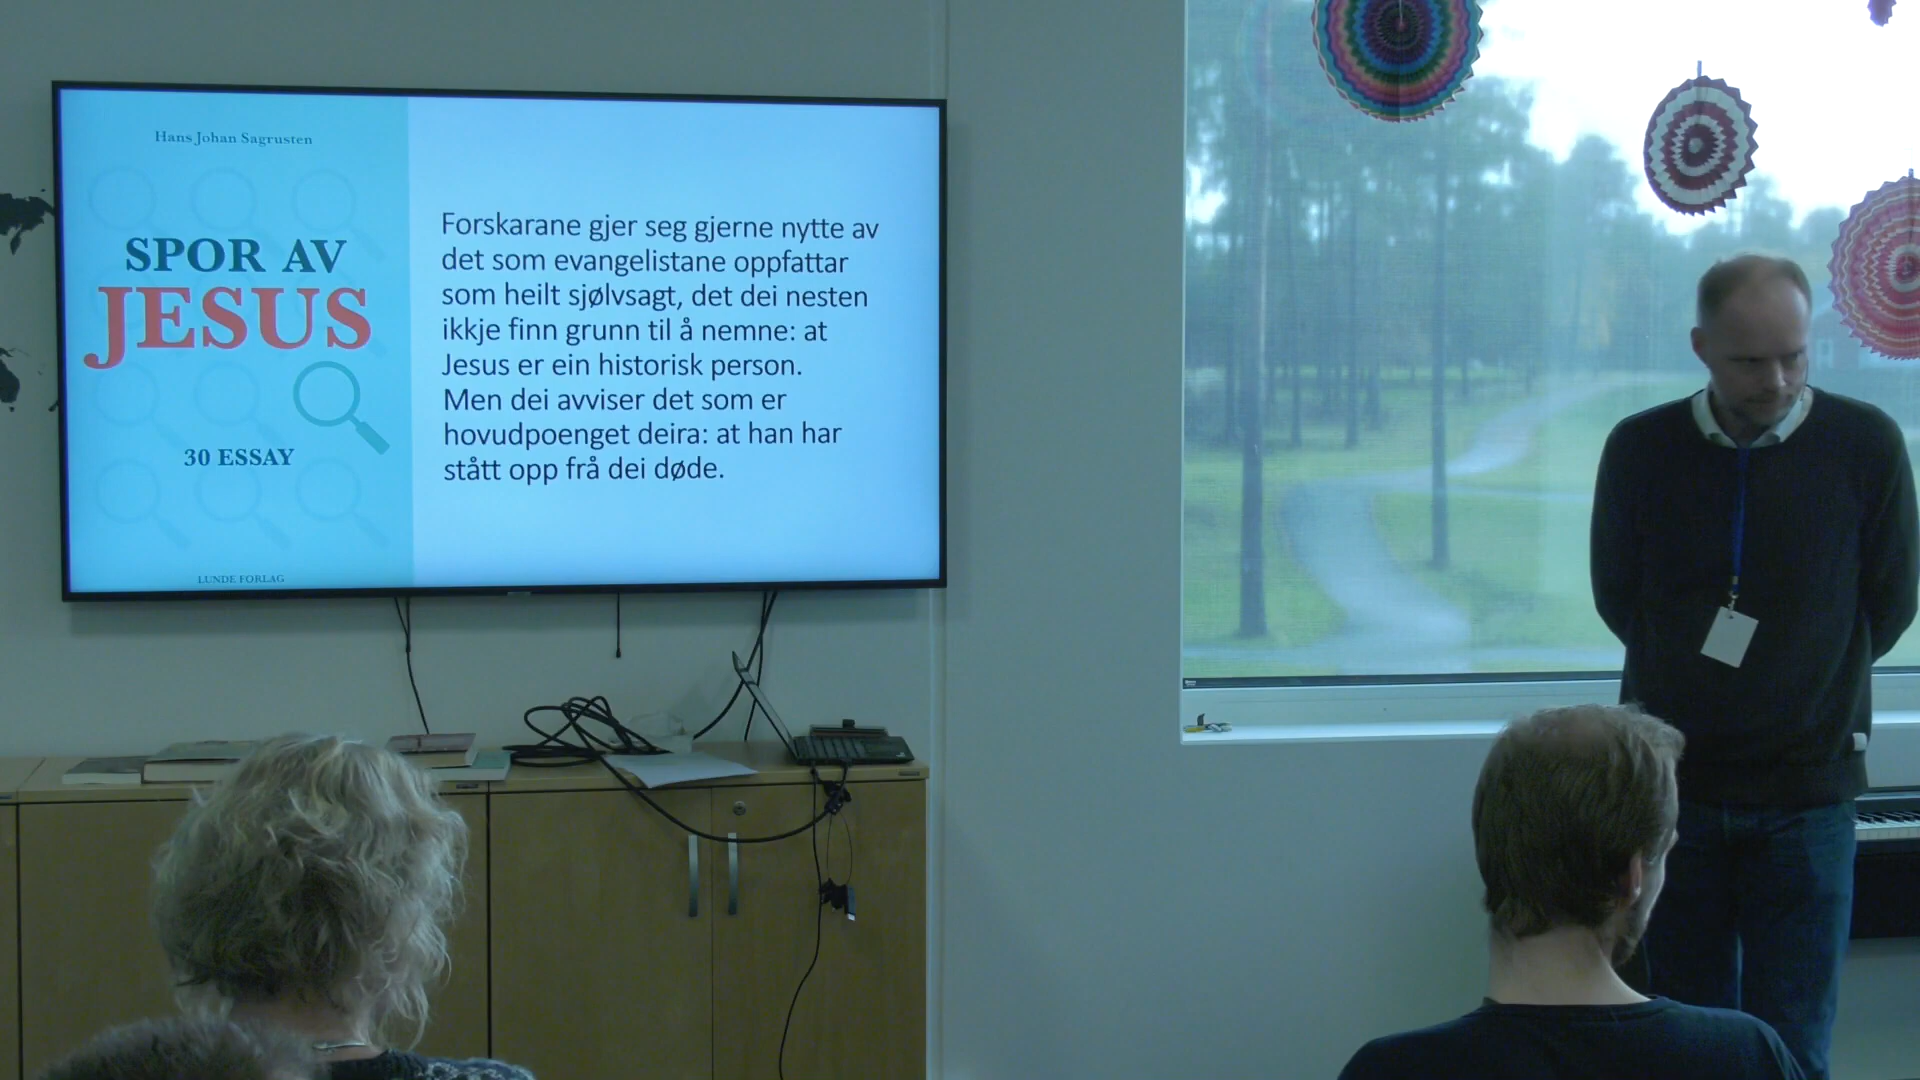 Hans Johan Sagrusten
SPOR AV
JESUS
30 ESSAY
LUNDE FORLAG
Forskarane gjer seg gjerne nytte av
det som evangelistane oppfattar
som heilt sjølvsagt, det dei nesten
ikkje finn grunn til å nemne: at
Jesus er ein historisk person.
Men dei avviser det som er
hovudpoenget deira: at han har
stått opp frå dei døde.